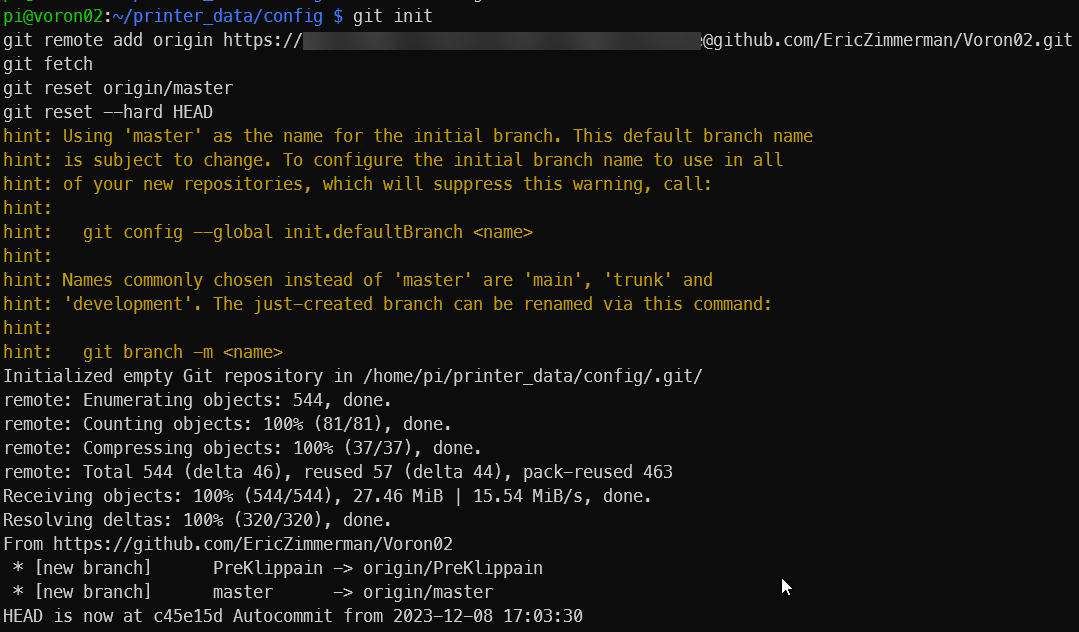 pi@voron02:~/printer_data/config $ git init
git remote add origin https://@github.com/EricZimmerman/Voron02.git
git fetch
git reset origin/master
git reset --hard HEAD
hint: Using 'master' as the name for the initial branch. This default branch name
hint: is subject to change. To configure the initial branch name to use in all
hint: of your new repositories, which will suppress this warning, call:
hint:
hint:   git config --global init.defaultBranch <name>
hint:
hint: Names commonly chosen instead of 'master' are 'main', 'trunk' and
hint: 'development'. The just-created branch can be renamed via this command:
hint:
hint:   git branch -m <name>
Initialized empty Git repository in /home/pi/printer_data/config/.git/
remote: Enumerating objects: 544, done.
remote: Counting objects: 100% (81/81), done.
remote: Compressing objects: 100% (37/37), done.
remote: Total 544 (delta 46), reused 57 (delta 44), pack-reused 463
Receiving objects: 100% (544/544), 27.46 MiB | 15.54 MiB/s, done.
Resolving deltas: 100% (320/320), done.
From https://github.com/EricZimmerman/Voron02
 * [new branch]      PreKlippain -> origin/PreKlippain
 * [new branch]      master      -> origin/master
HEAD is now at c45e15d Autocommit from 2023-12-08 17:03:30